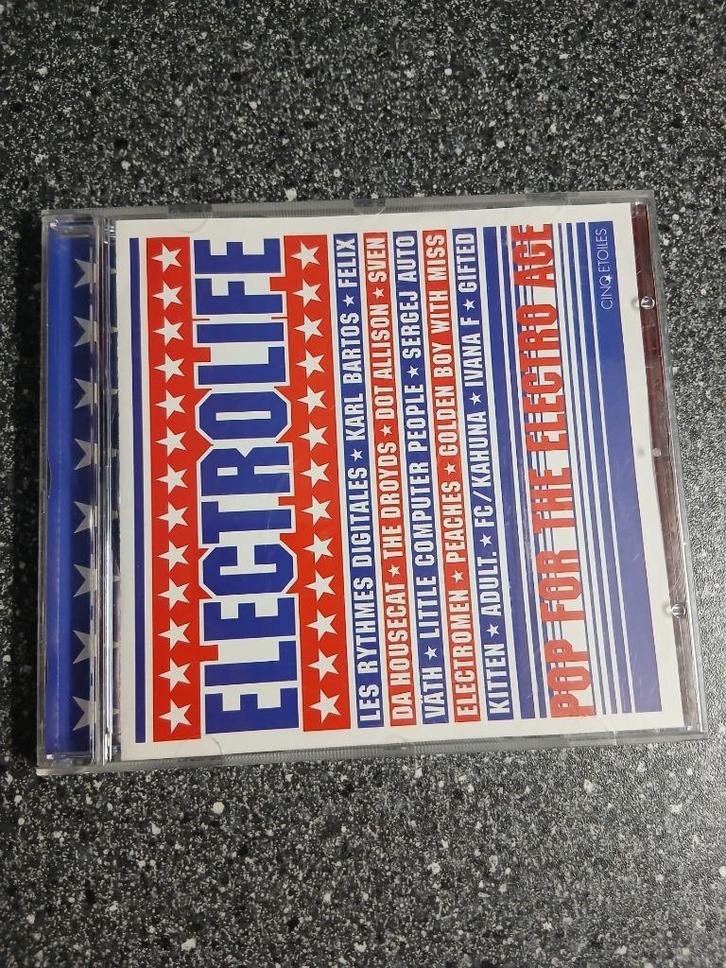 ELECTROLIFE
LES RYTHMES DIGITALES ★ KARL BARTOS ★ FELIX
DA HOUSECAT ★ THE DROYDS ★ DOT ALLISON ★ SVEN
VÄTH ★ LITTLE COMPUTER PEOPLE ★ SERGEJ AUTO
ELECTROMEN ★ PEACHES ★ GOLDEN BOY WITH MISS
KITTEN ★ ADULT. ★ FC/KAHUNA ★ IVANA F ★ GIFTED
POP FOR THE ELECTRO AGE
CINQ ETOILES